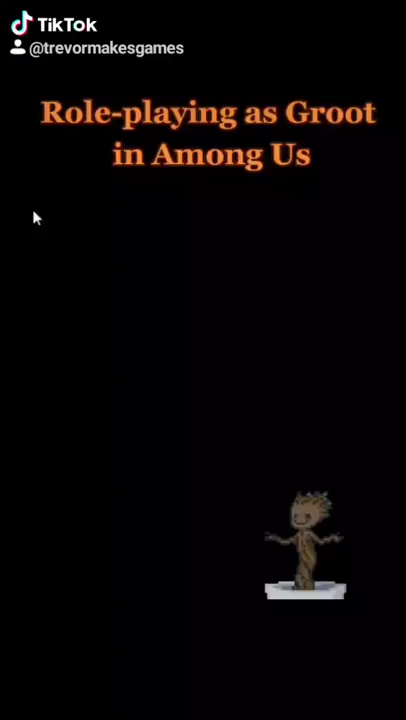 TikTok
@trevormakesgames
Role-playing as Groot
in Among Us